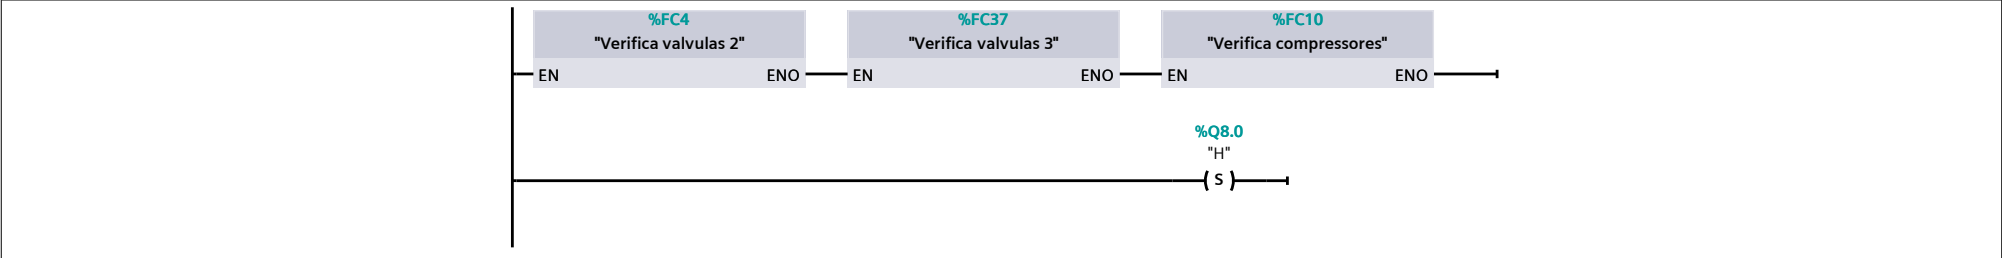 %FC4
"Verifica valvulas 2"
EN ENO
%FC37
"Verifica valvulas 3"
EN ENO
%FC10
"Verifica compressores"
EN ENO
%Q8.0
"H"
( S )